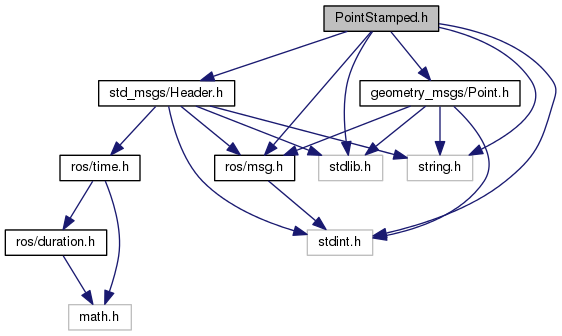 PointStamped.h
std_msgs/Header.h
geometry_msgs/Point.h
ros/time.h
ros/msg.h
stdlib.h
string.h
ros/duration.h
stdint.h
math.h